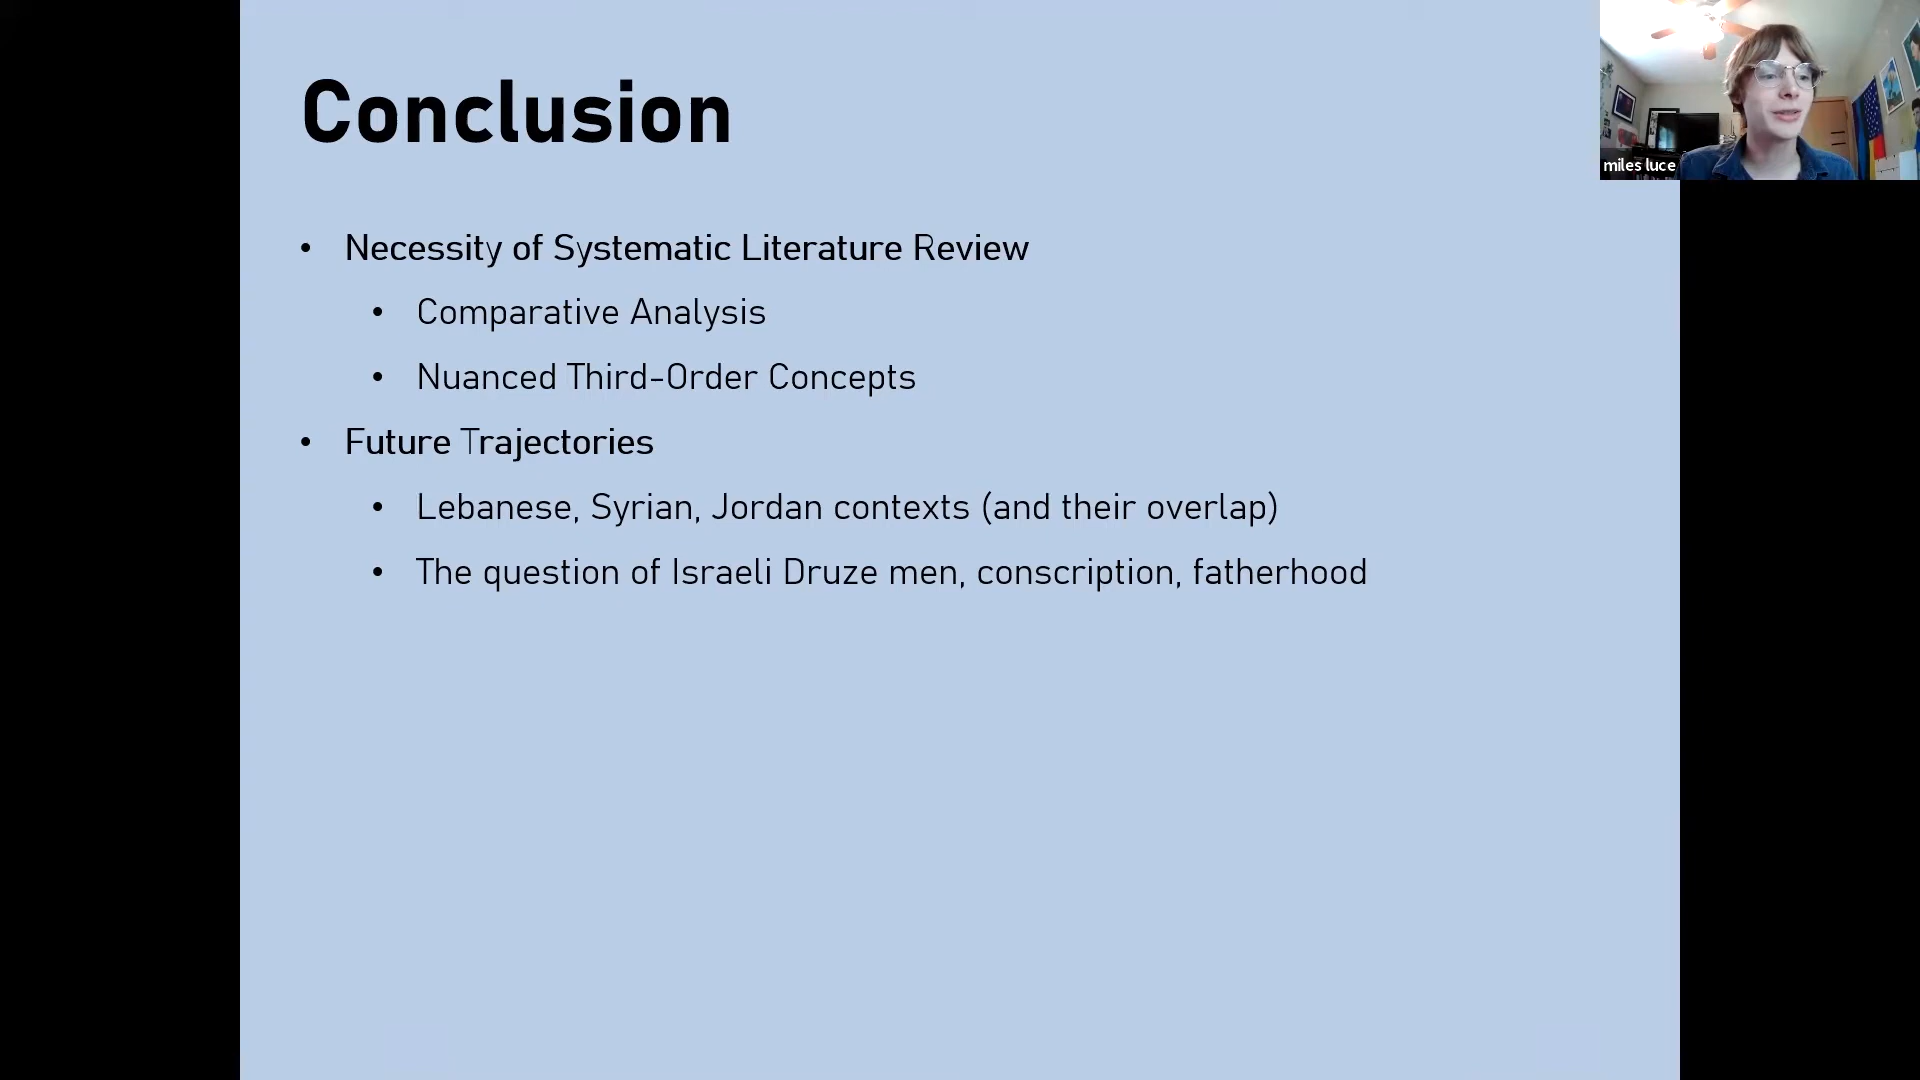 Conclusion
miles luce
• Necessity of Systematic Literature Review
• Comparative Analysis
• Nuanced Third-Order Concepts
• Future Trajectories
• Lebanese, Syrian, Jordan contexts (and their overlap)
• The question of Israeli Druze men, conscription, fatherhood